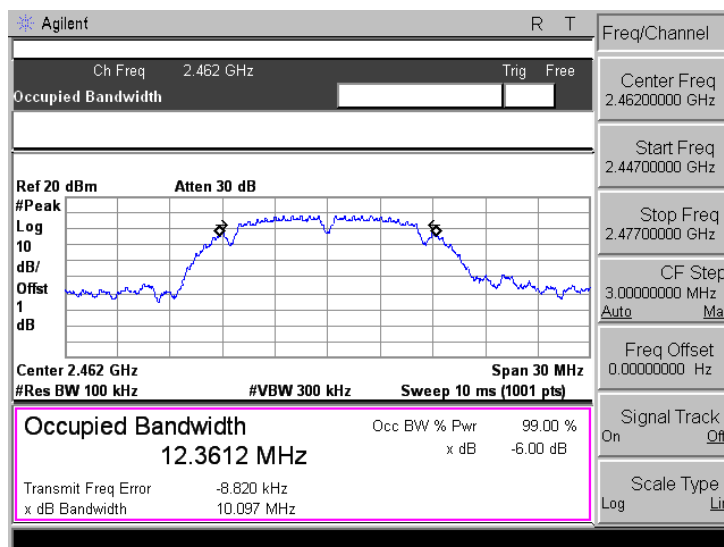 Agilent R T
Ch Freq 2.462 GHz Trig Free
Occupied Bandwidth
Ref 20 dBm Atten 30 dB
#Peak
Log
10
dB/
Offst
1
dB
Center 2.462 GHz Span 30 MHz
#Res BW 100 kHz #VBW 300 kHz Sweep 10 ms (1001 pts)
Occupied Bandwidth
12.3612 MHz
Occ BW % Pwr 99.00 %
x dB -6.00 dB
Transmit Freq Error -8.820 kHz
x dB Bandwidth 10.097 MHz
Freq/Channel
Center Freq
2.46200000 GHz
Start Freq
2.44700000 GHz
Stop Freq
2.47700000 GHz
CF Step
3.00000000 MHz
Auto Ma
Freq Offset
0.00000000 Hz
Signal Track
On Off
Scale Type
Log Lin